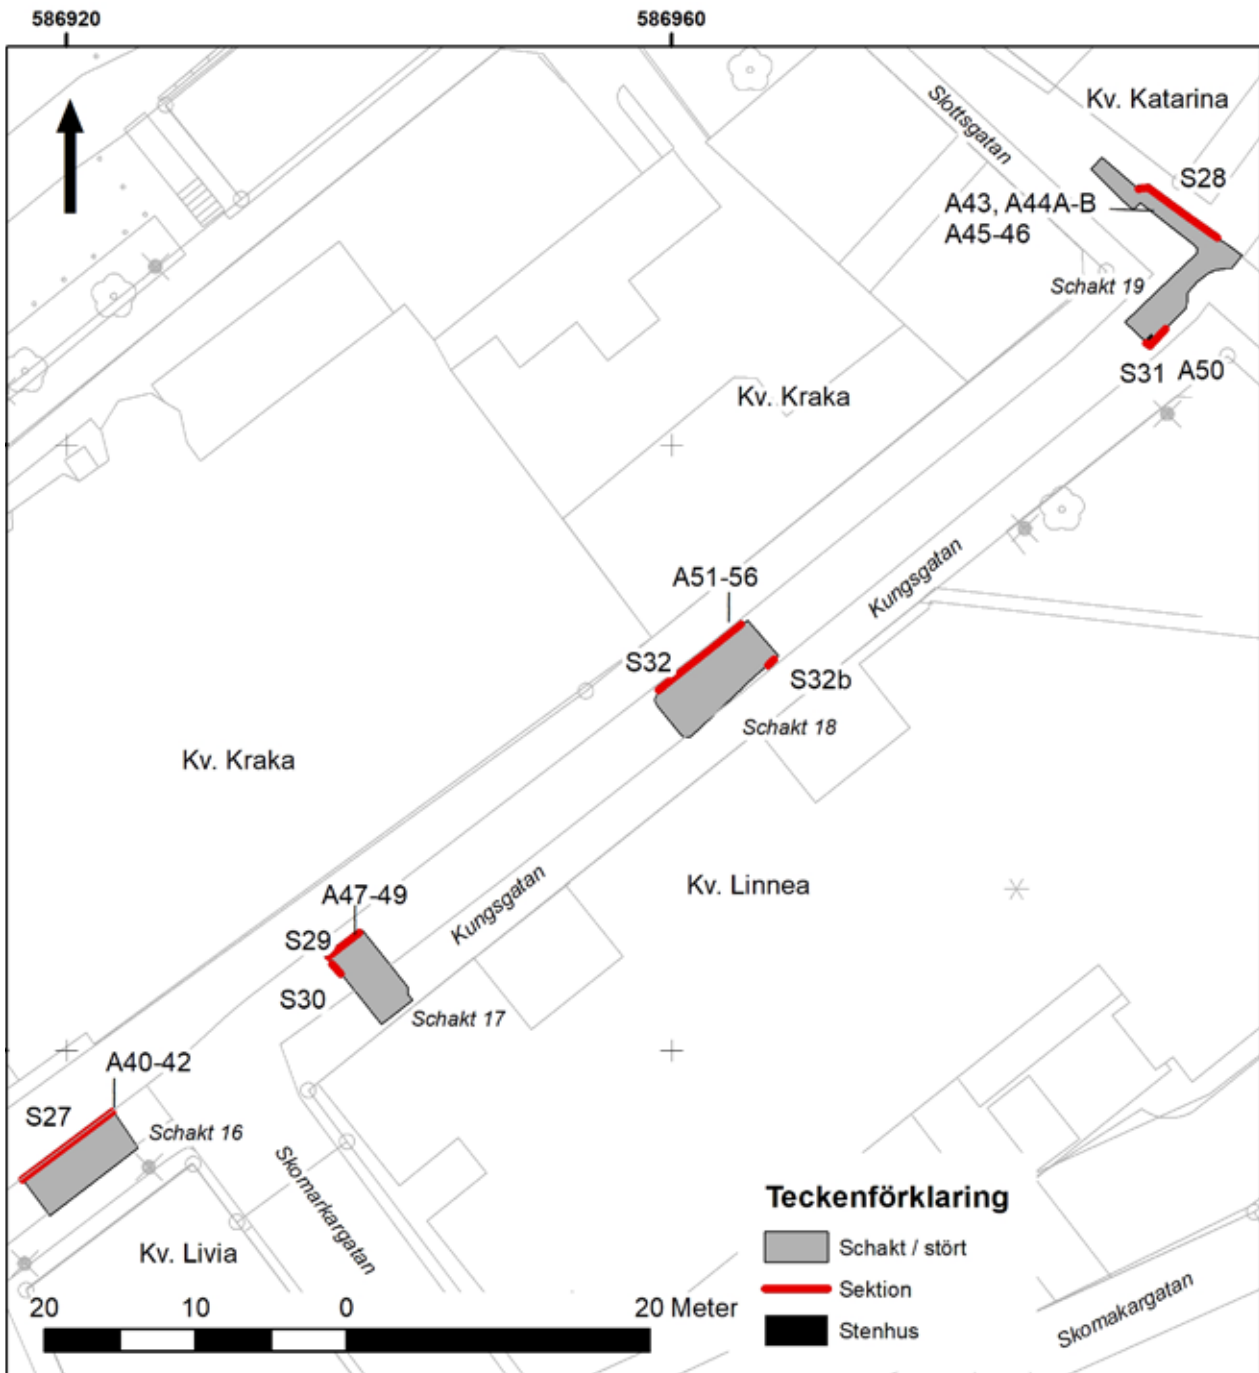 586920
586960
Kv. Katarina
Slottsgatan
S28
A43, A44A-B
A45-46
Schakt 19
S31 A50
Kv. Kraka
Kungsgatan
A51-56
S32
S32b
Schakt 18
Kv. Kraka
Kv. Linnea
A47-49
Kungsgatan
S29
S30
Schakt 17
A40-42
S27
Schakt 16
Skomarkargatan
Kv. Livia
Teckenförklaring
Schakt / stört
Sektion
Stenhus
Skomakargatan
20 10 0 20 Meter